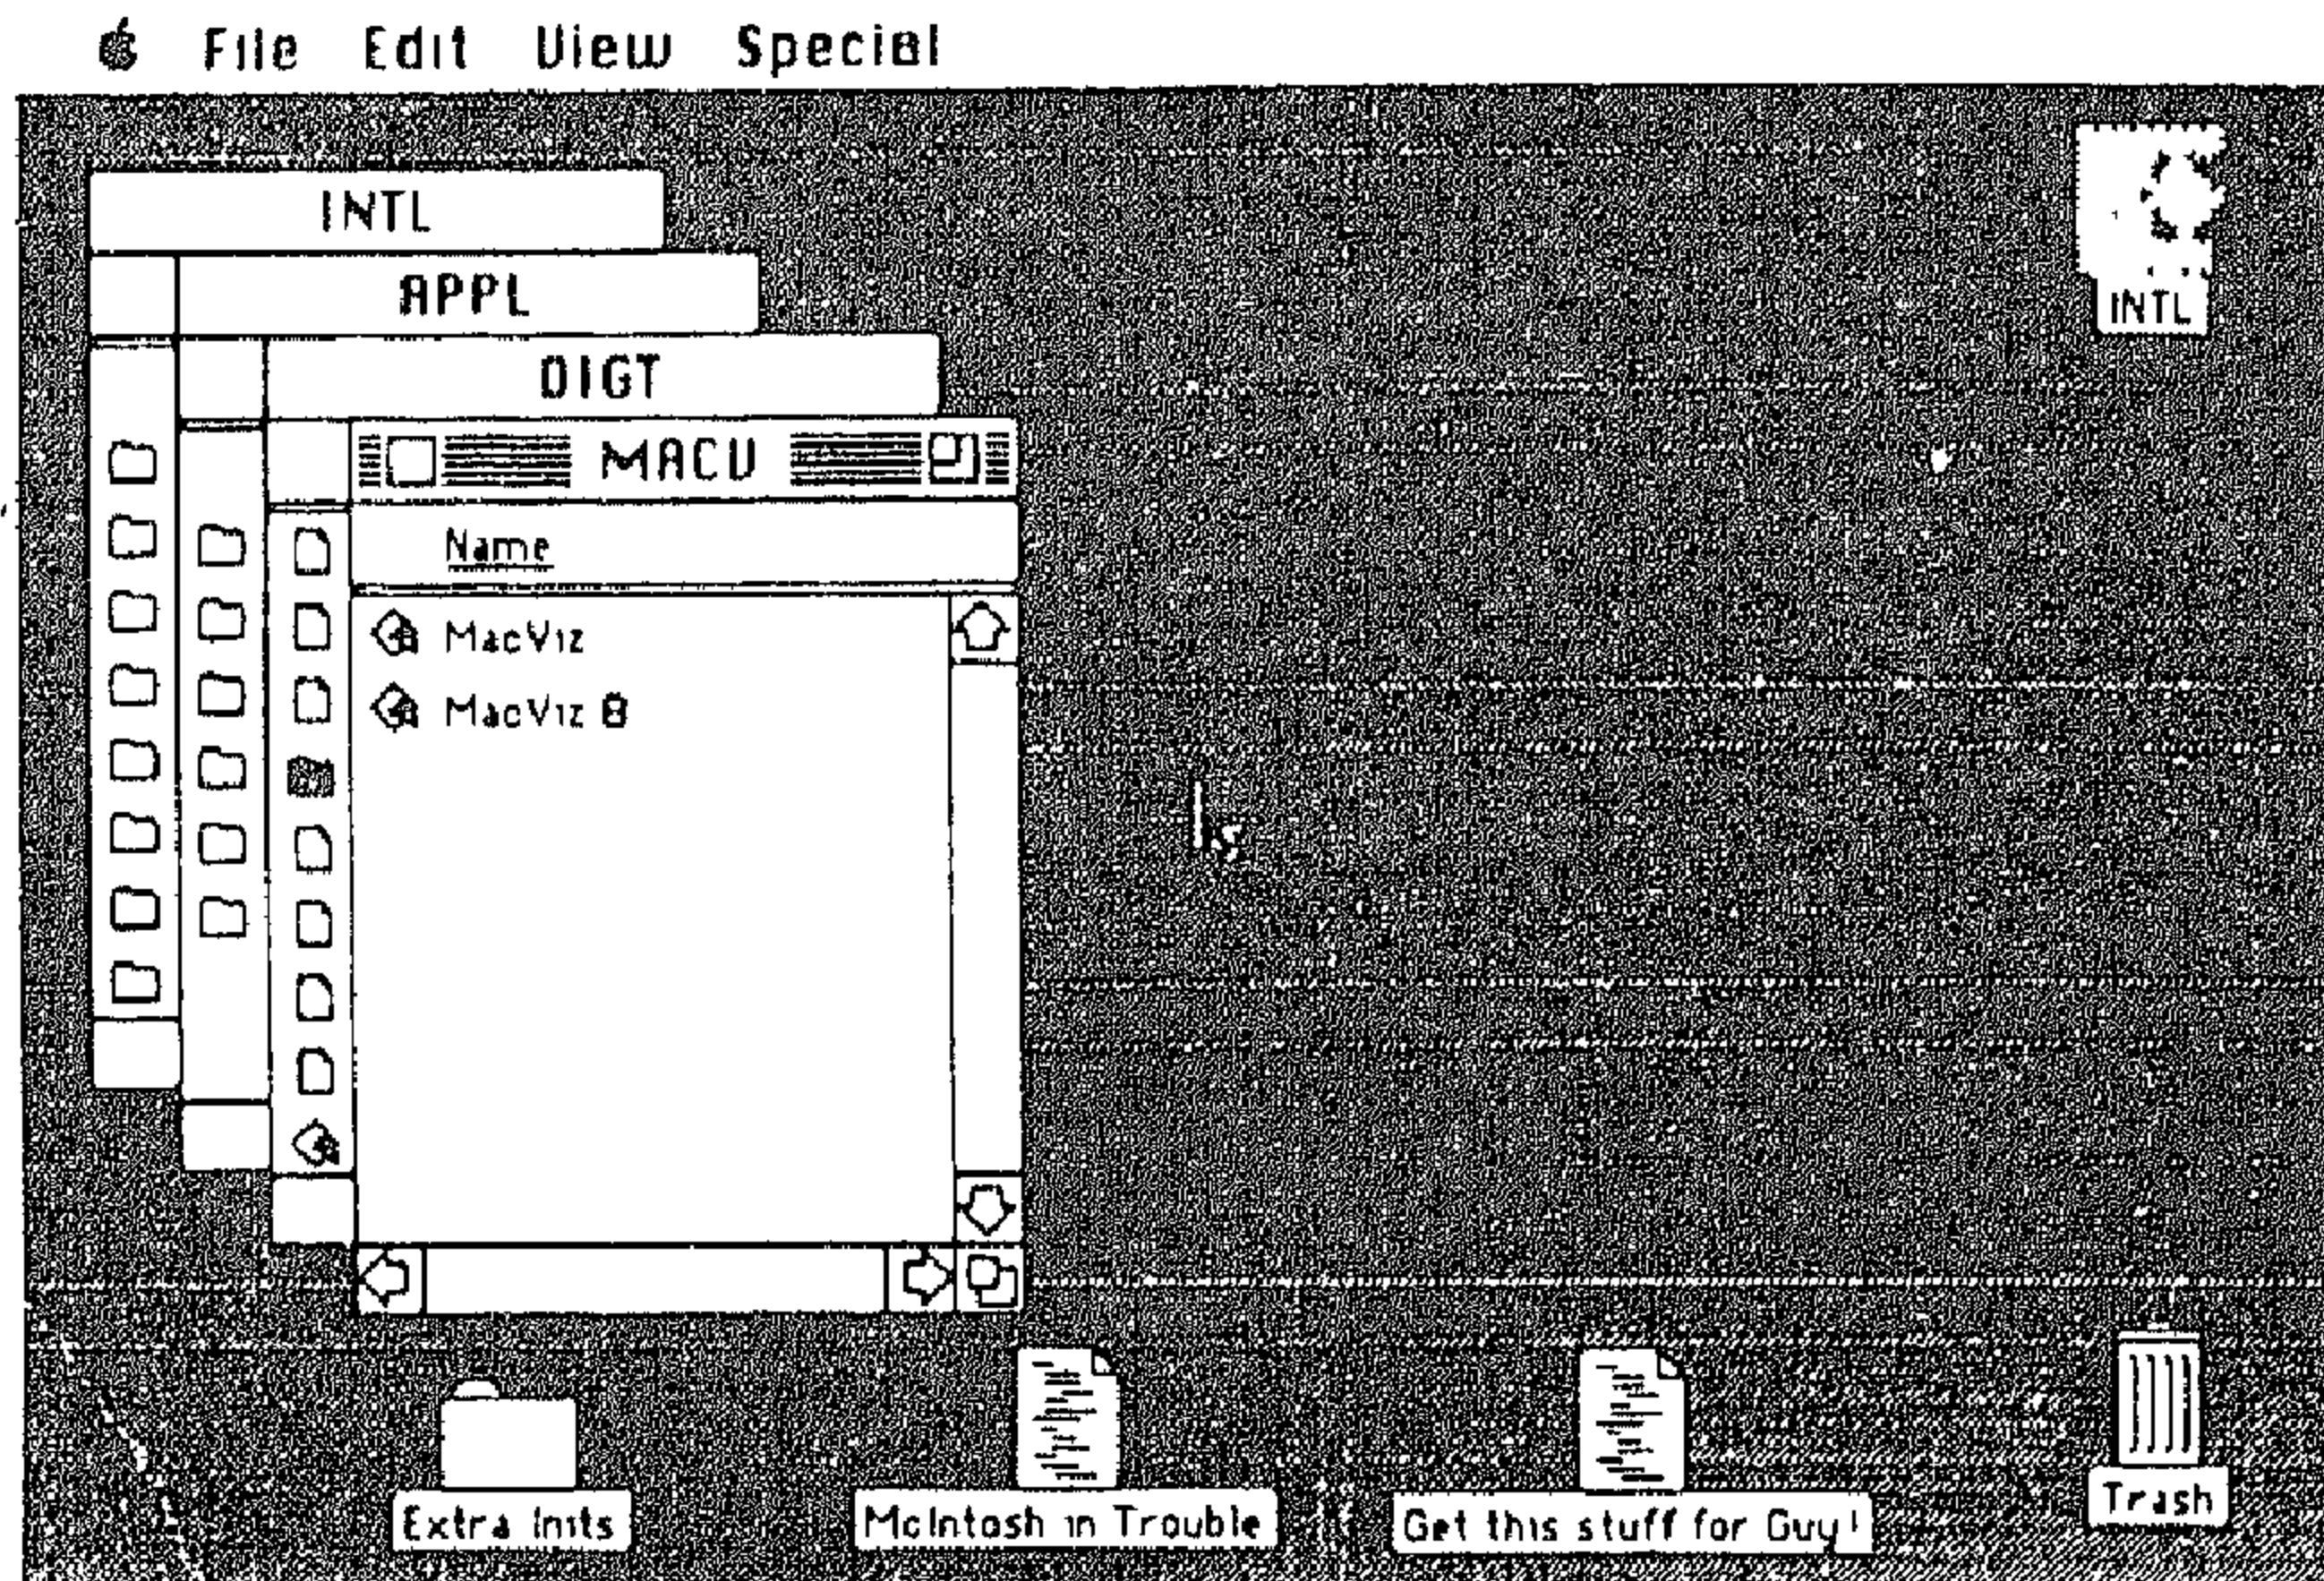 File Edit View Special
INTL
APPL
DIGT
MACV
Name
MacViz
MacViz 8
INTL
Extra Inits
McIntosh in Trouble
Get this stuff for Guy!
Trash